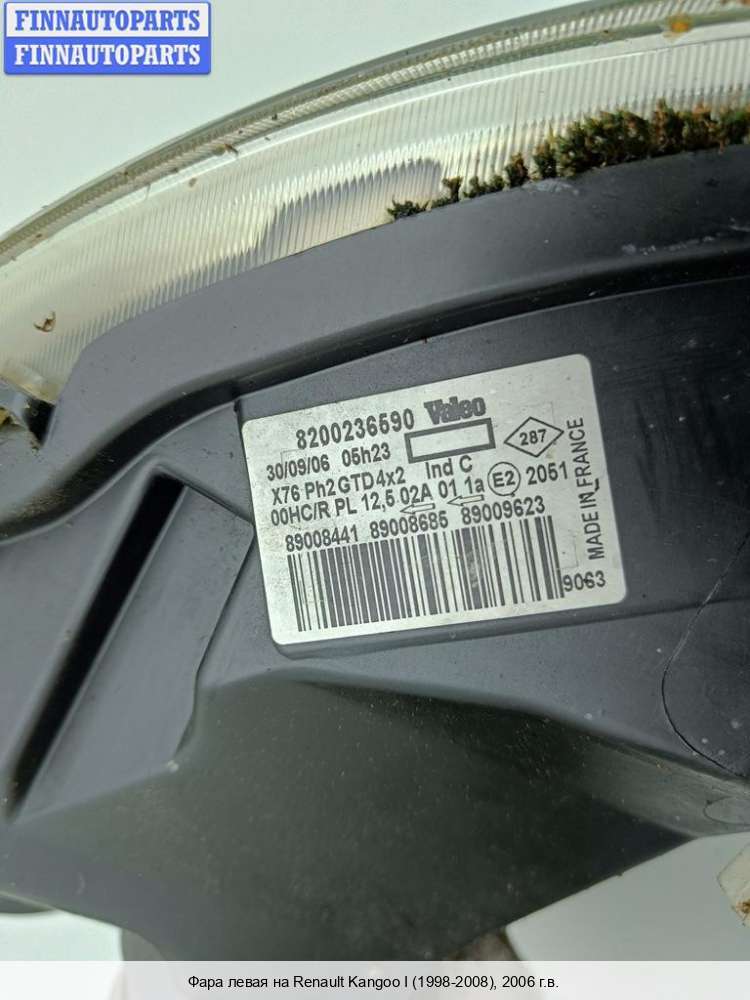 FINNAUTOPARTS
FINNAUTOPARTS
8200236590 Valeo
30/09/06 05h23
287
X76 Ph2 GTD 4x2 Ind C
00HC/R PL 12,5 02A 01 1a E2 2051
89008441 89008685 89009623
MADE IN FRANCE
9063
Фара левая на Renault Kangoo I (1998-2008), 2006 г.в.